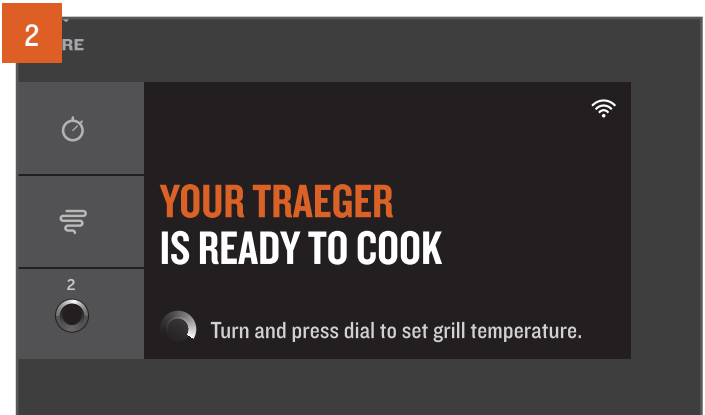 2
RE
YOUR TRAEGER
IS READY TO COOK
2
Turn and press dial to set grill temperature.